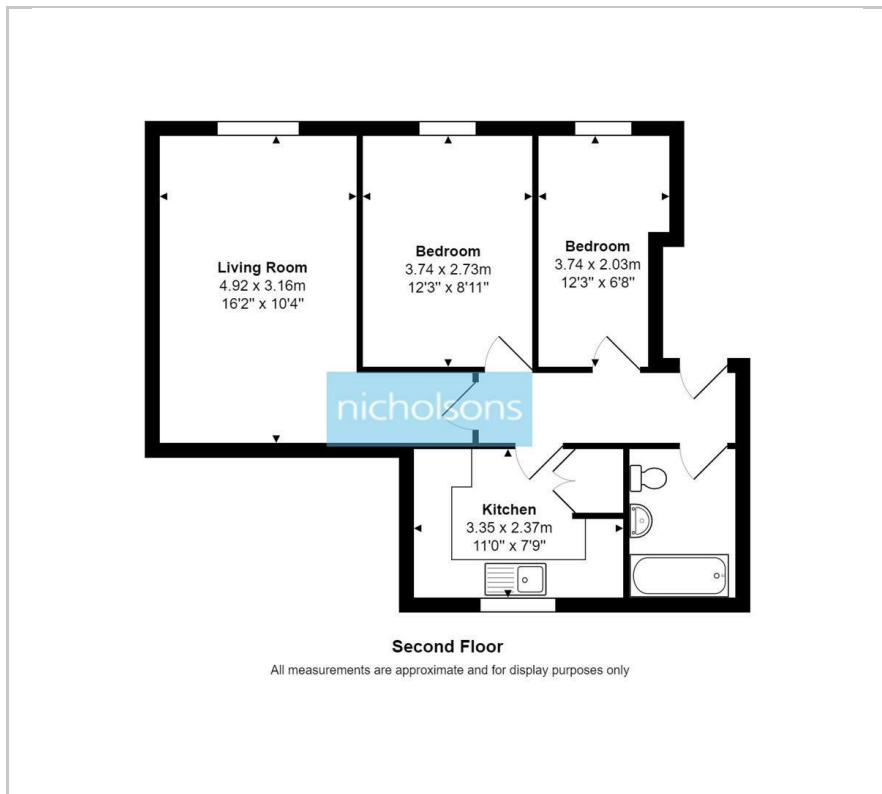 Living Room
4.92 x 3.16m
16'2" x 10'4"
Bedroom
3.74 x 2.73m
12'3" x 8'11"
Bedroom
3.74 x 2.03m
12'3" x 6'8"
nicholsons
Kitchen
3.35 x 2.37m
11'0" x 7'9"
Second Floor
All measurements are approximate and for display purposes only